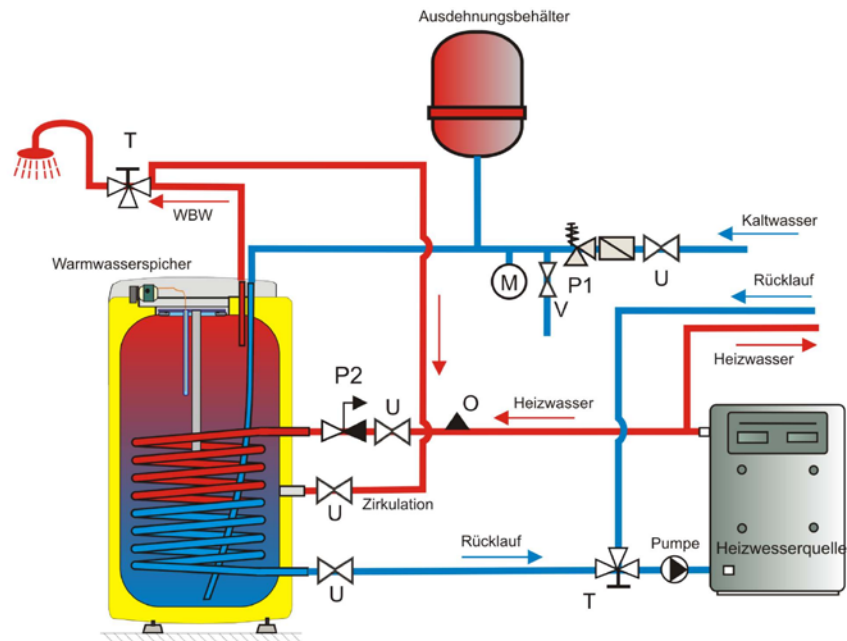 Ausdehnungsbehälter
T
WBW
Kaltwasser
Warmwasserspicher
M
V
P1
U
Rücklauf
Heizwasser
P2
U
O
Heizwasser
U
Zirkulation
Rücklauf
Pumpe
Heizwesserquelle
U
T